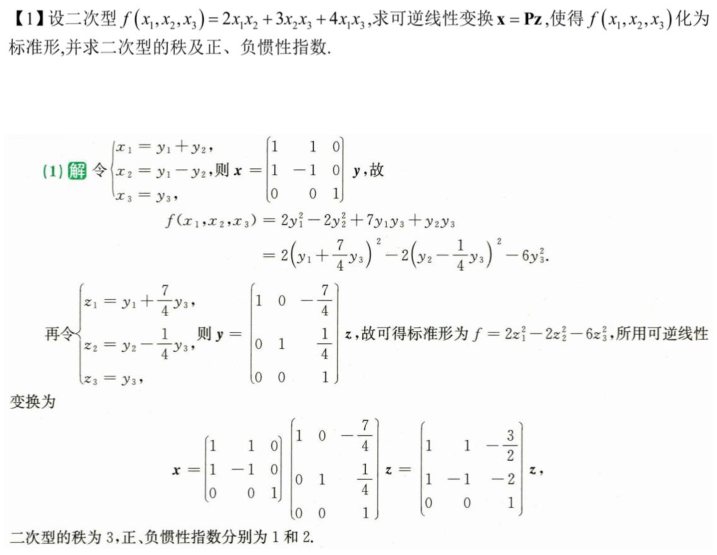 【1】设二次型 f(x₁,x₂,x₃)=2x₁x₂+3x₂x₃+4x₁x₃,求可逆线性变换 x=Pz,使得 f(x₁,x₂,x₃)化为
标准形,并求二次型的秩及正、负惯性指数.
(1) 解 令 { x₁ = y₁+y₂, x₂ = y₁−y₂, x₃ = y₃, 则 x = [1 1 0; 1 −1 0; 0 0 1] y,故
f(x₁,x₂,x₃) = 2y₁²−2y₂²+7y₁y₃+y₂y₃
= 2(y₁+7/4 y₃)²−2(y₂−1/4 y₃)²−6y₃².
再令 { z₁ = y₁+7/4 y₃, z₂ = y₂−1/4 y₃, z₃ = y₃, 则 y = [1 0 −7/4; 0 1 1/4; 0 0 1] z,故可得标准形为 f = 2z₁²−2z₂²−6z₃²,所用可逆线性
变换为
x = [1 1 0; 1 −1 0; 0 0 1] [1 0 −7/4; 0 1 1/4; 0 0 1] z = [1 1 −3/2; 1 −1 −2; 0 0 1] z,
二次型的秩为 3,正、负惯性指数分别为 1 和 2.